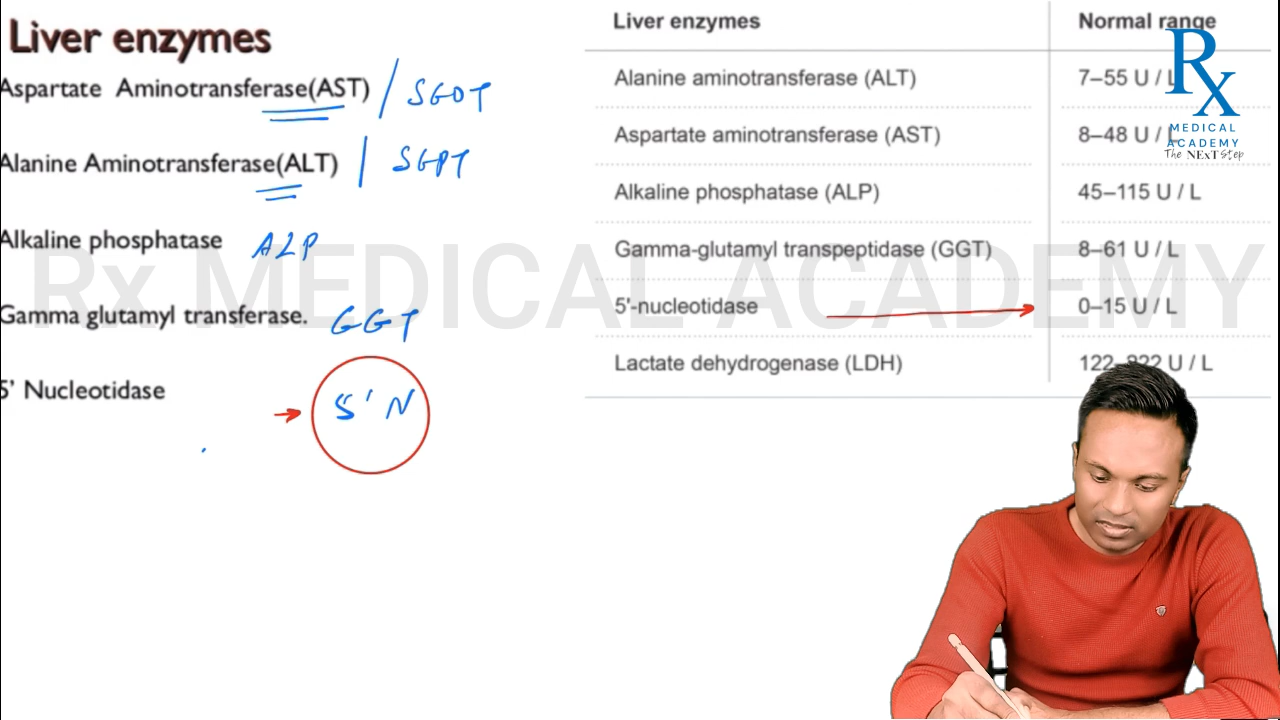 Liver enzymes
Aspartate Aminotransferase(AST) / SGOT
Alanine Aminotransferase(ALT) | SGPT
Alkaline phosphatase ALP
Gamma glutamyl transferase. GGT
5' Nucleotidase
5' N
Liver enzymes Normal range
Alanine aminotransferase (ALT) 7–55 U / L
Aspartate aminotransferase (AST) 8–48 U / L
Alkaline phosphatase (ALP) 45–115 U / L
Gamma-glutamyl transpeptidase (GGT) 8–61 U / L
5'-nucleotidase 0–15 U / L
Lactate dehydrogenase (LDH) U / L
Rx
MEDICAL
ACADEMY
The NExT Step
Rx MEDICAL ACADEMY